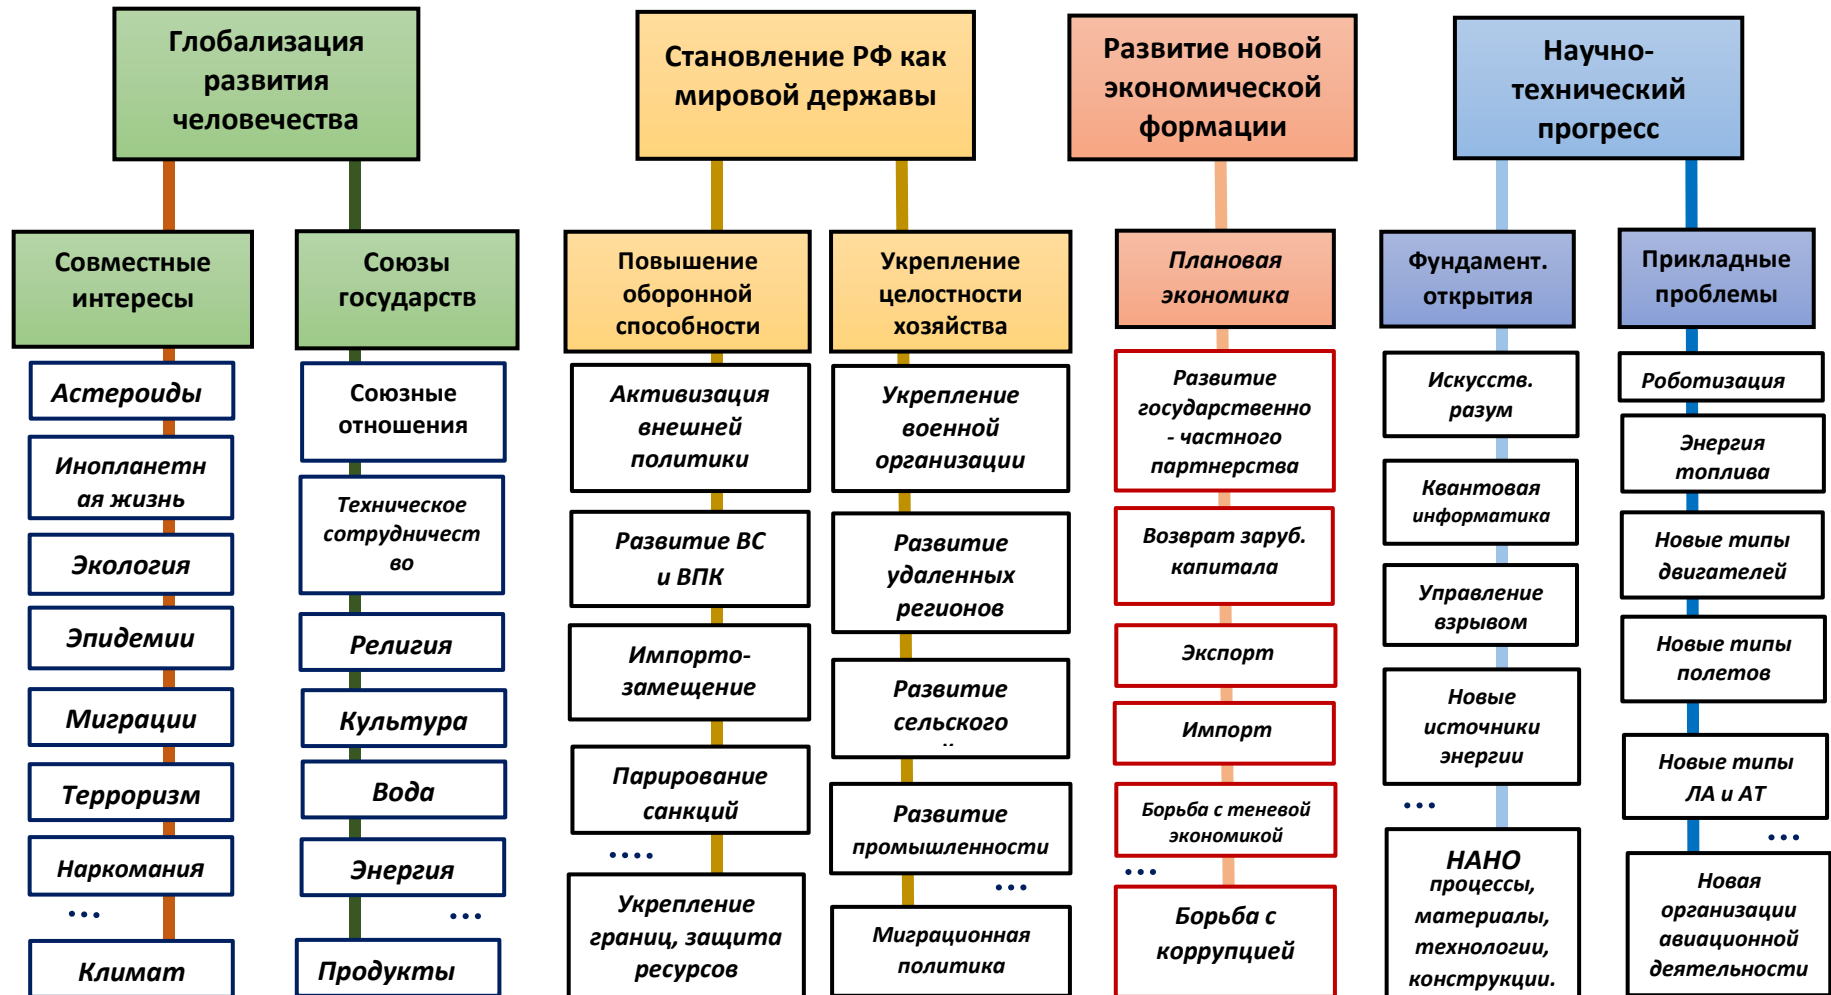 Глобализация
развития
человечества
Становление РФ как
мировой державы
Развитие новой
экономической
формации
Научно-
технический
прогресс
Совместные
интересы
Союзы
государств
Повышение
оборонной
способности
Укрепление
целостности
хозяйства
Плановая
экономика
Фундамент.
открытия
Прикладные
проблемы
Астероиды
Инопланетн
ая жизнь
Экология
Эпидемии
Миграции
Терроризм
Наркомания
...
Климат
Союзные
отношения
Техническое
сотрудничест
во
Религия
Культура
Вода
Энергия
...
Продукты
Активизация
внешней
политики
Развитие ВС
и ВПК
Импорто-
замещение
Парирование
санкций
....
Укрепление
границ, защита
ресурсов
Укрепление
военной
организации
Развитие
удаленных
регионов
Развитие
сельского
Развитие
промышленности
...
Миграционная
политика
Развитие
государственно
- частного
партнерства
Возврат заруб.
капитала
Экспорт
Импорт
Борьба с теневой
экономикой
...
Борьба с
коррупцией
Искусств.
разум
Квантовая
информатика
Управление
взрывом
Новые
источники
энергии
...
НАНО
процессы,
материалы,
технологии,
конструкции.
Роботизация
Энергия
топлива
Новые типы
двигателей
Новые типы
полетов
Новые типы
ЛА и АТ
...
Новая
организации
авиационной
деятельности